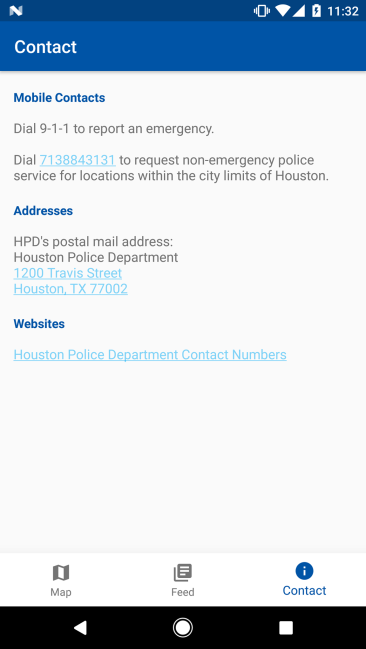 11:32
Contact
Mobile Contacts
Dial 9-1-1 to report an emergency.
Dial 7138843131 to request non-emergency police
service for locations within the city limits of Houston.
Addresses
HPD's postal mail address:
Houston Police Department
1200 Travis Street
Houston, TX 77002
Websites
Houston Police Department Contact Numbers
Map
Feed
Contact